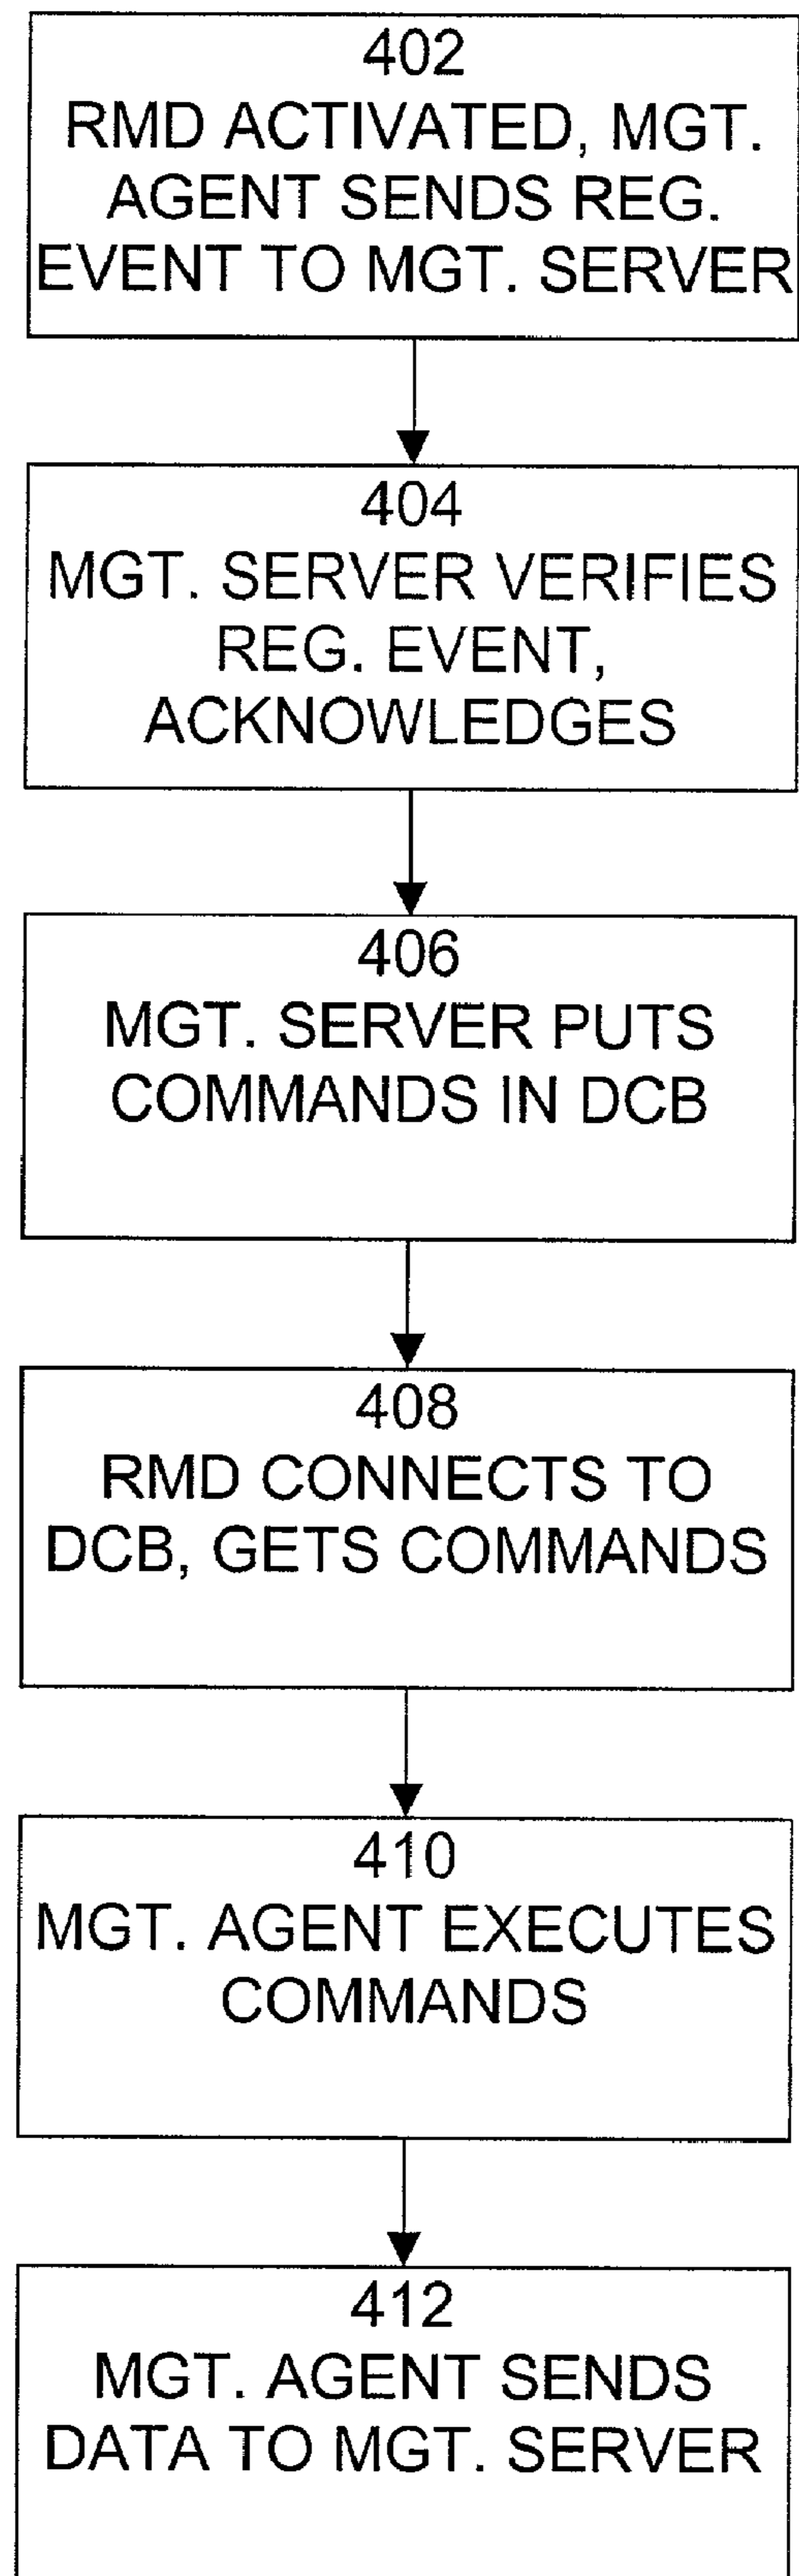 402
RMD ACTIVATED, MGT.
AGENT SENDS REG.
EVENT TO MGT. SERVER
404
MGT. SERVER VERIFIES
REG. EVENT,
ACKNOWLEDGES
406
MGT. SERVER PUTS
COMMANDS IN DCB
408
RMD CONNECTS TO
DCB, GETS COMMANDS
410
MGT. AGENT EXECUTES
COMMANDS
412
MGT. AGENT SENDS
DATA TO MGT. SERVER